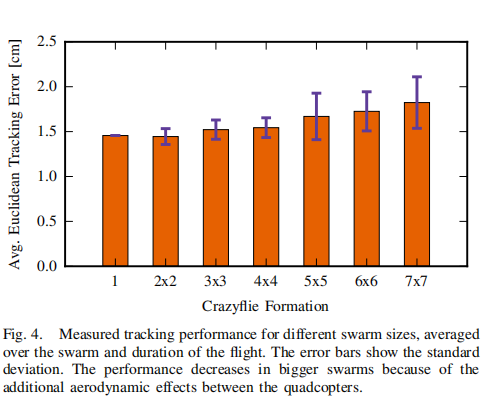 2.5
2.0
1.5
1.0
0.5
0.0
Avg. Euclidean Tracking Error [cm]
1 2x2 3x3 4x4 5x5 6x6 7x7
Crazyflie Formation
Fig. 4. Measured tracking performance for different swarm sizes, averaged
over the swarm and duration of the flight. The error bars show the standard
deviation. The performance decreases in bigger swarms because of the
additional aerodynamic effects between the quadcopters.